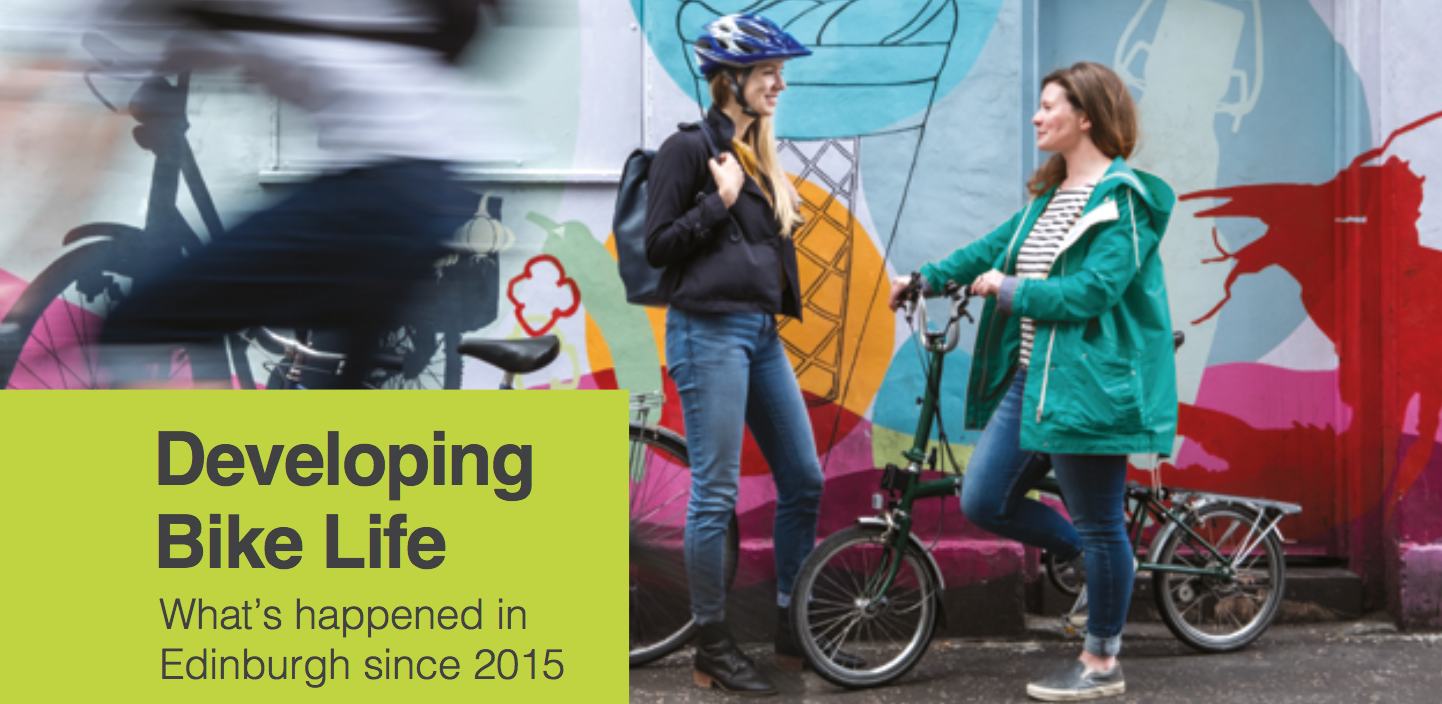 Developing
Bike Life
What's happened in
Edinburgh since 2015